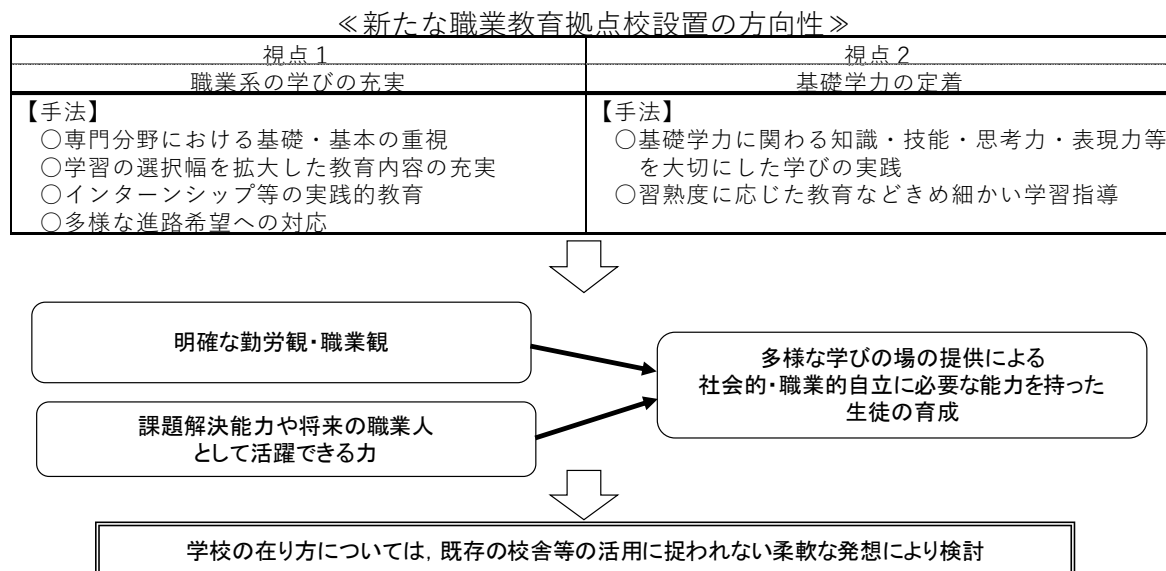 ≪新たな職業教育拠点校設置の方向性≫
視点1
職業系の学びの充実
【手法】
○専門分野における基礎・基本の重視
○学習の選択幅を拡大した教育内容の充実
○インターンシップ等の実践的教育
○多様な進路希望への対応
視点2
基礎学力の定着
【手法】
○基礎学力に関わる知識・技能・思考力・表現力等
を大切にした学びの実践
○習熟度に応じた教育などきめ細かい学習指導
明確な勤労観・職業観
課題解決能力や将来の職業人
として活躍できる力
多様な学びの場の提供による
社会的・職業的自立に必要な能力を持った
生徒の育成
学校の在り方については，既存の校舎等の活用に捉われない柔軟な発想により検討